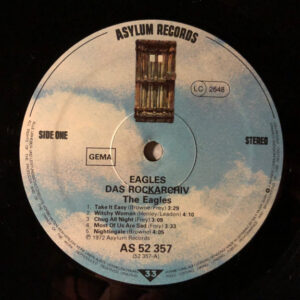 ASYLUM RECORDS
LC 2648
SIDE ONE
STEREO
GEMA
EAGLES
DAS ROCKARCHIV
The Eagles
1. Take It Easy (Browne/Frey) 3:29
2. Witchy Woman (Henley/Leadon) 4:10
3. Chug All Night (Frey) 3:13
4. Most Of Us Are Sad (Frey) 3:33
5. Nightingale (Browne) 4:05
℗ 1972 Asylum Records
AS 52 357
(52 357-A)
33